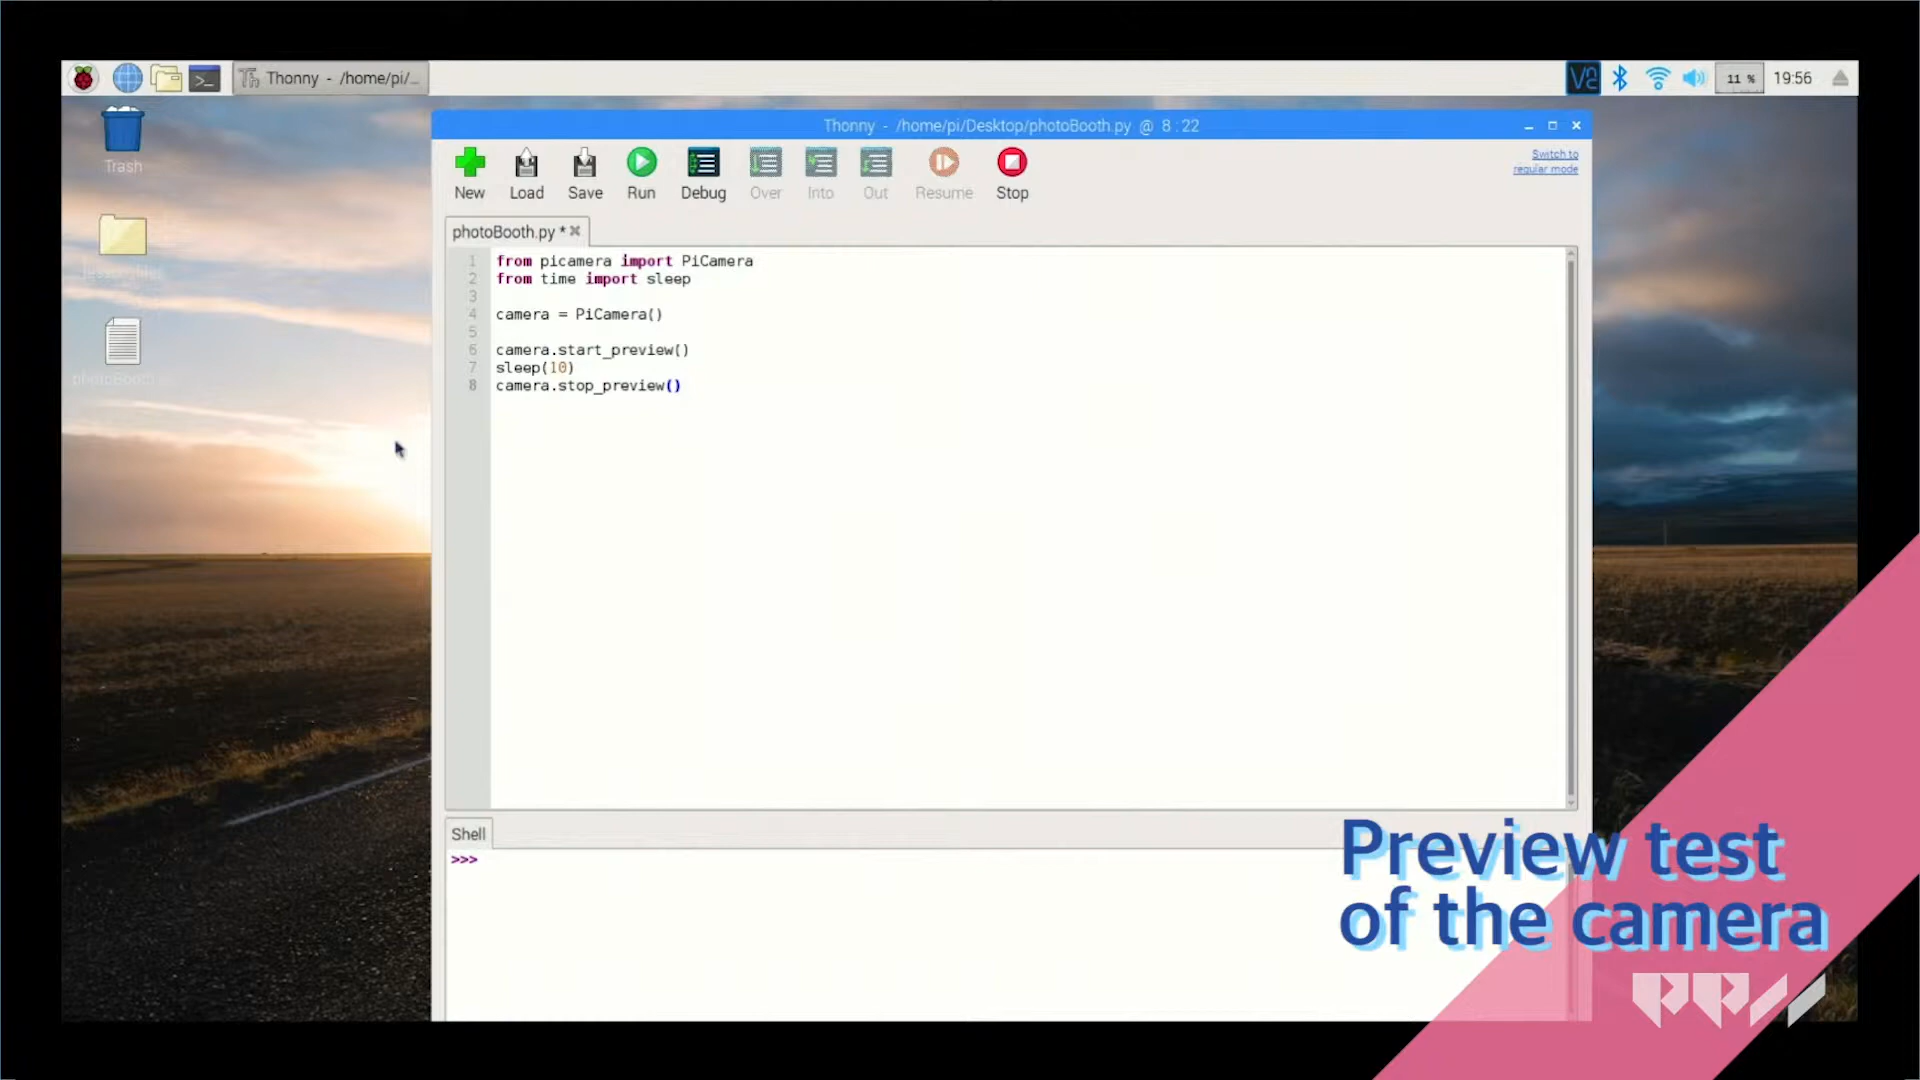 Thonny - /home/pi/...
11 %
19:56
Trash
Thonny - /home/pi/Desktop/photoBooth.py @ 8:22
Switch to
regular mode
New Load Save Run Debug Over Into Out Resume Stop
photoBooth.py *
1 from picamera import PiCamera
2 from time import sleep
3
4 camera = PiCamera()
5
6 camera.start_preview()
7 sleep(10)
8 camera.stop_preview()
Shell
>>>
Preview test
of the camera